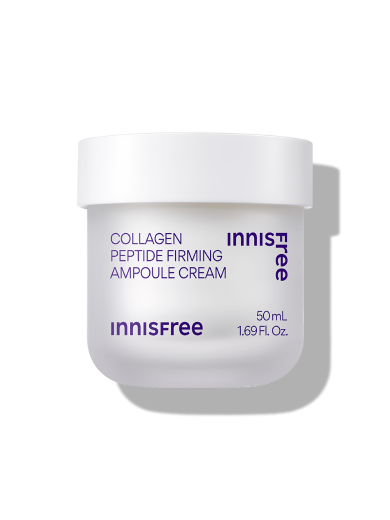 COLLAGEN
PEPTIDE FIRMING
AMPOULE CREAM
INNISFree
INNISFree
50 mL
1.69 Fl. Oz.